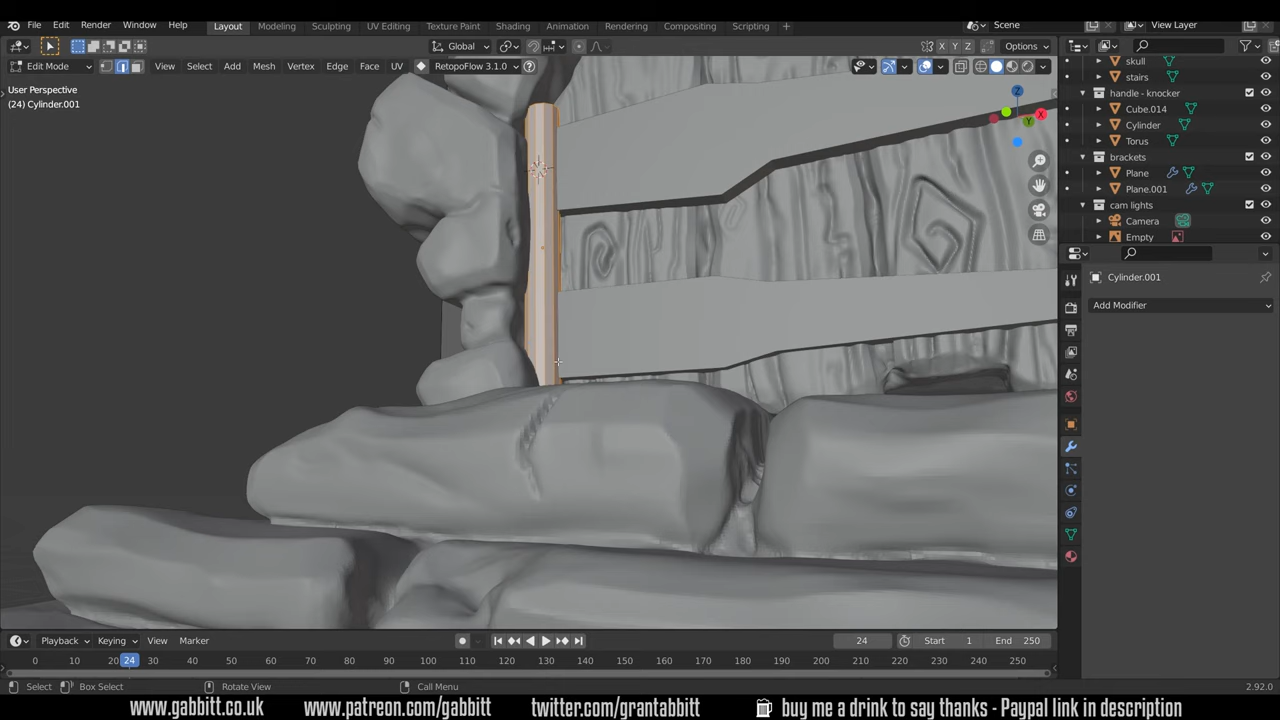 File Edit Render Window Help Layout Modeling Sculpting UV Editing Texture Paint Shading Animation Rendering Compositing Scripting + Scene View Layer
Global X Y Z Options
Edit Mode View Select Add Mesh Vertex Edge Face UV RetopoFlow 3.1.0
User Perspective
(24) Cylinder.001
Z
X
Y
skull
stairs
handle - knocker
Cube.014
Cylinder
Torus
brackets
Plane
Plane.001
cam lights
Camera
Empty
Cylinder.001
Add Modifier
Playback Keying View Marker 24 Start 1 End 250
0 10 20 24 30 40 50 60 70 80 90 100 110 120 130 140 150 160 170 180 190 200 210 220 230 240 250
Select Box Select Rotate View Call Menu 2.92.0
www.gabbitt.co.uk www.patreon.com/gabbitt twitter.com/grantabbitt buy me a drink to say thanks - Paypal link in description